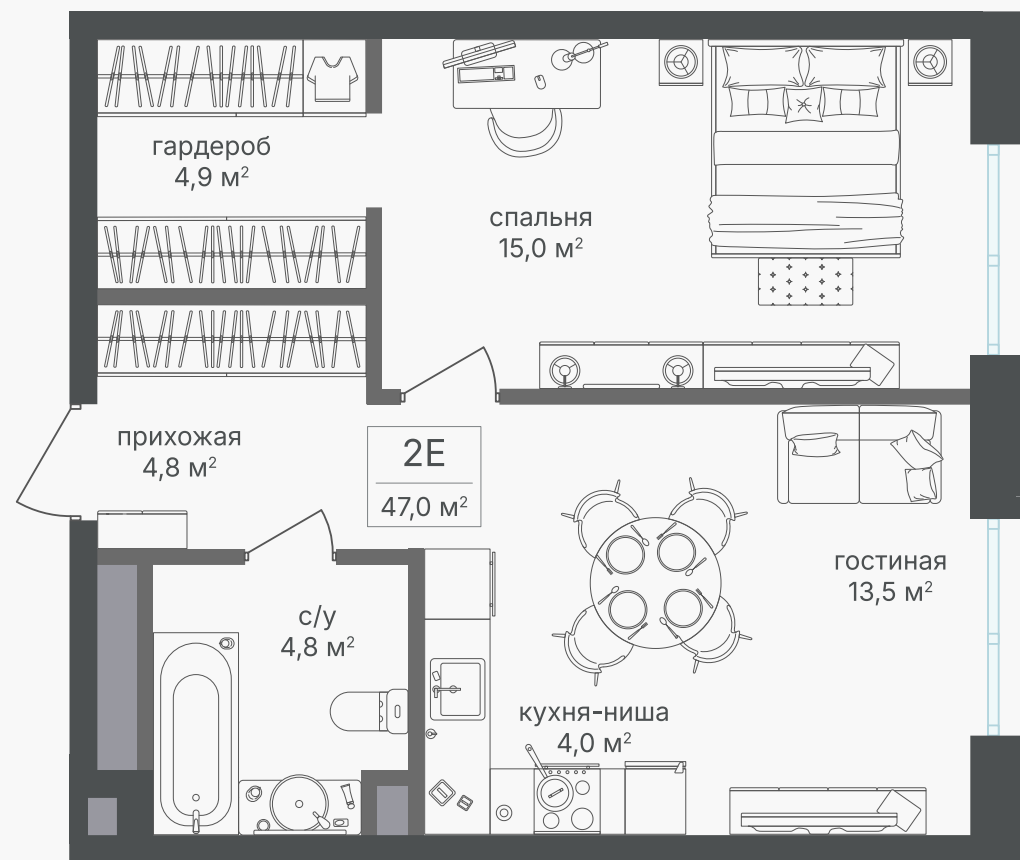 гардероб
4,9 м²
спальня
15,0 м²
прихожая
4,8 м²
2Е
47,0 м²
гостиная
13,5 м²
с/у
4,8 м²
кухня-ниша
4,0 м²